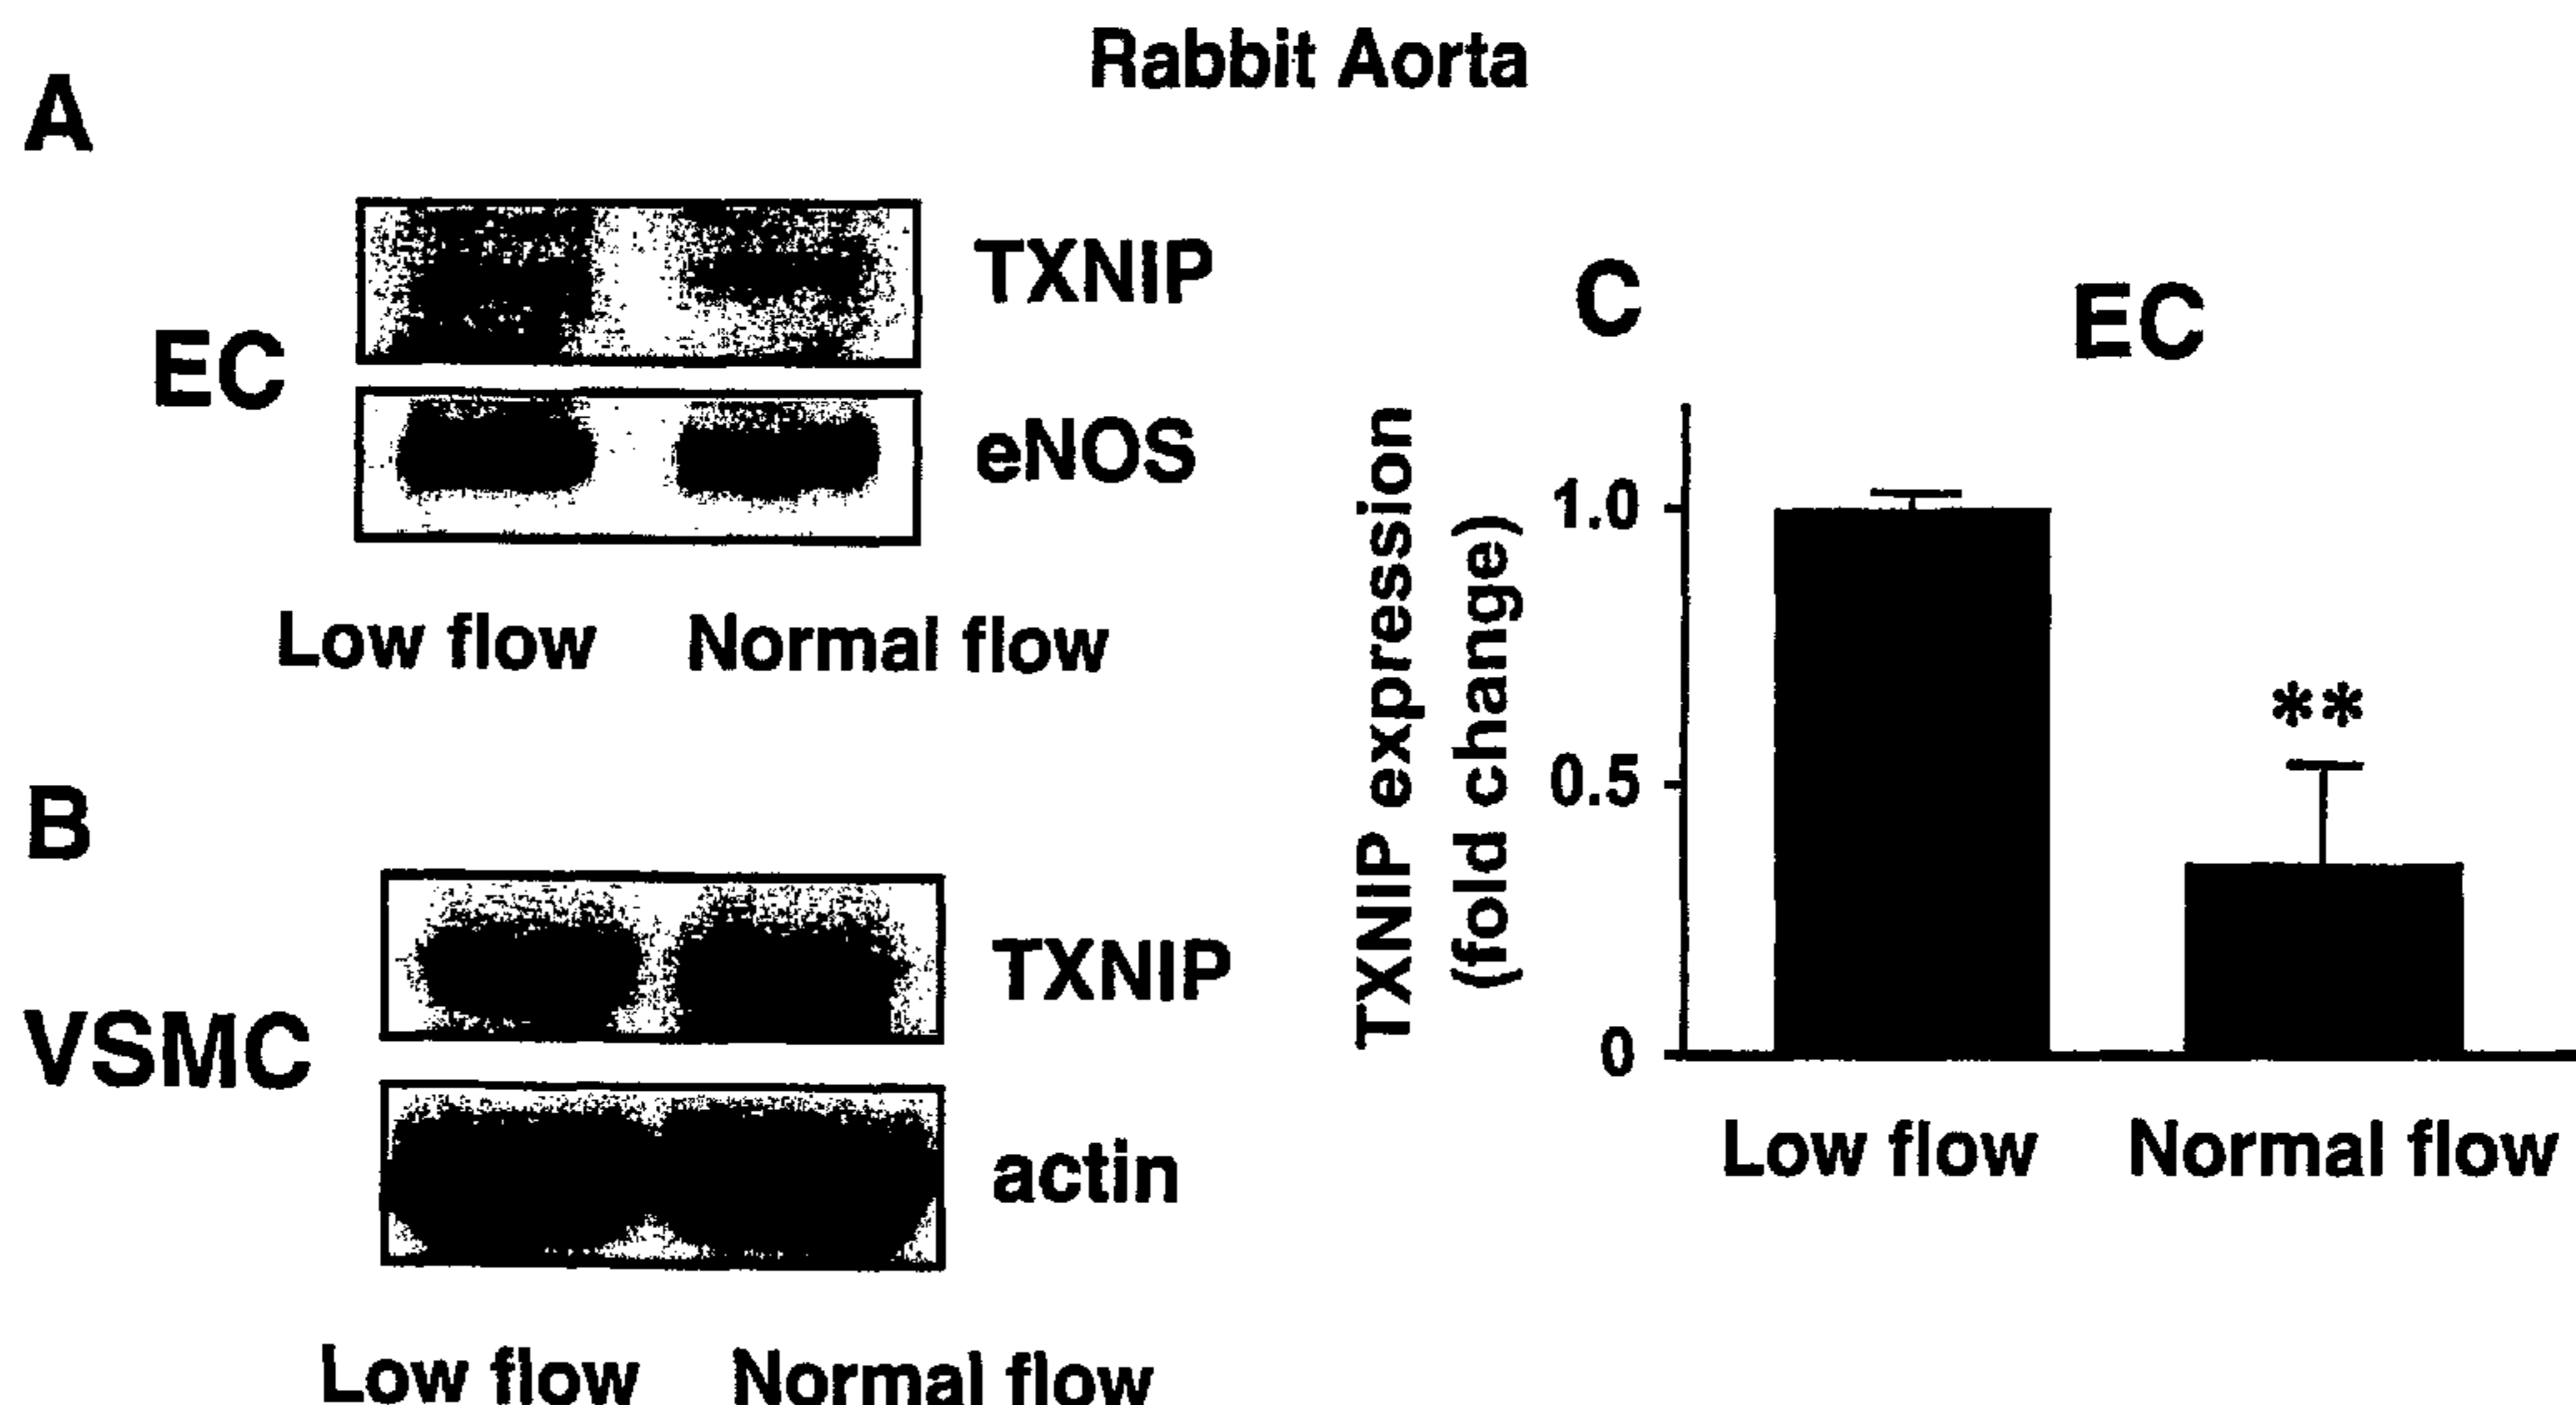 Rabbit Aorta
A
EC
TXNIP
eNOS
Low flow Normal flow
B
VSMC
TXNIP
actin
Low flow Normal flow
C
EC
TXNIP expression
(fold change)
1.0
0.5
0
**
Low flow Normal flow